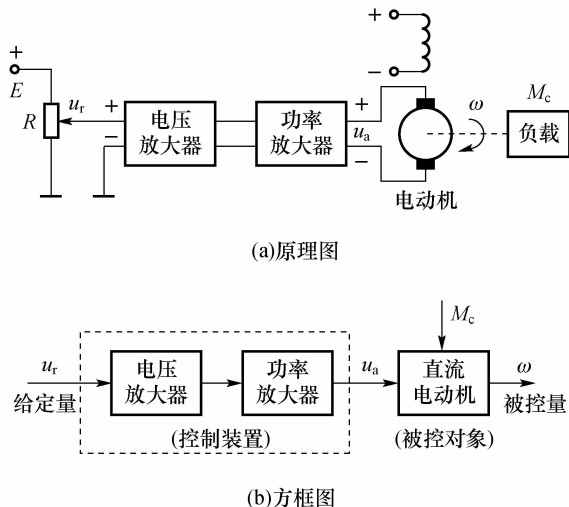 +
−
+
E
R
u_r
+
−
电压
放大器
功率
放大器
+
u_a
−
ω
M_c
负载
电动机
(a)原理图
u_r
给定量
电压
放大器
功率
放大器
(控制装置)
u_a
M_c
直流
电动机
(被控对象)
ω
被控量
(b)方框图